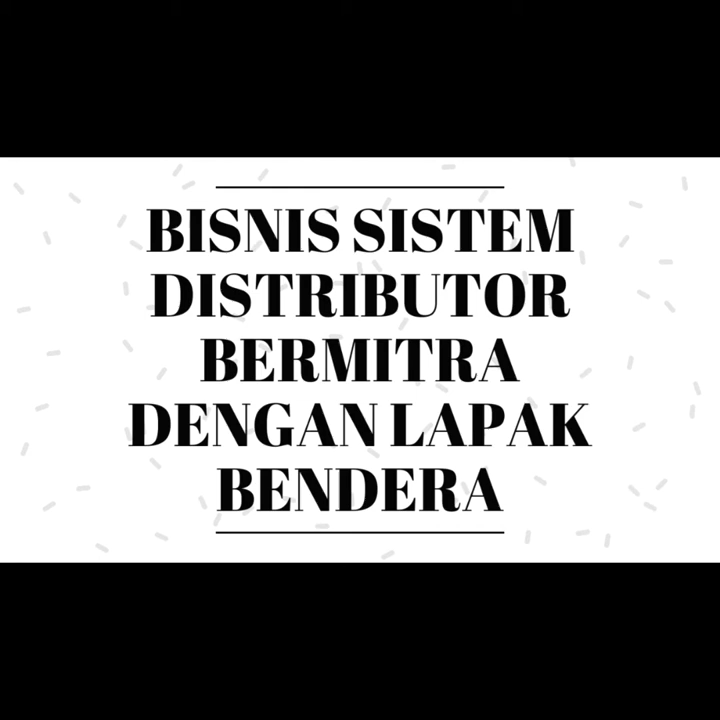 BISNIS SISTEM
DISTRIBUTOR
BERMITRA
DENGAN LAPAK
BENDERA